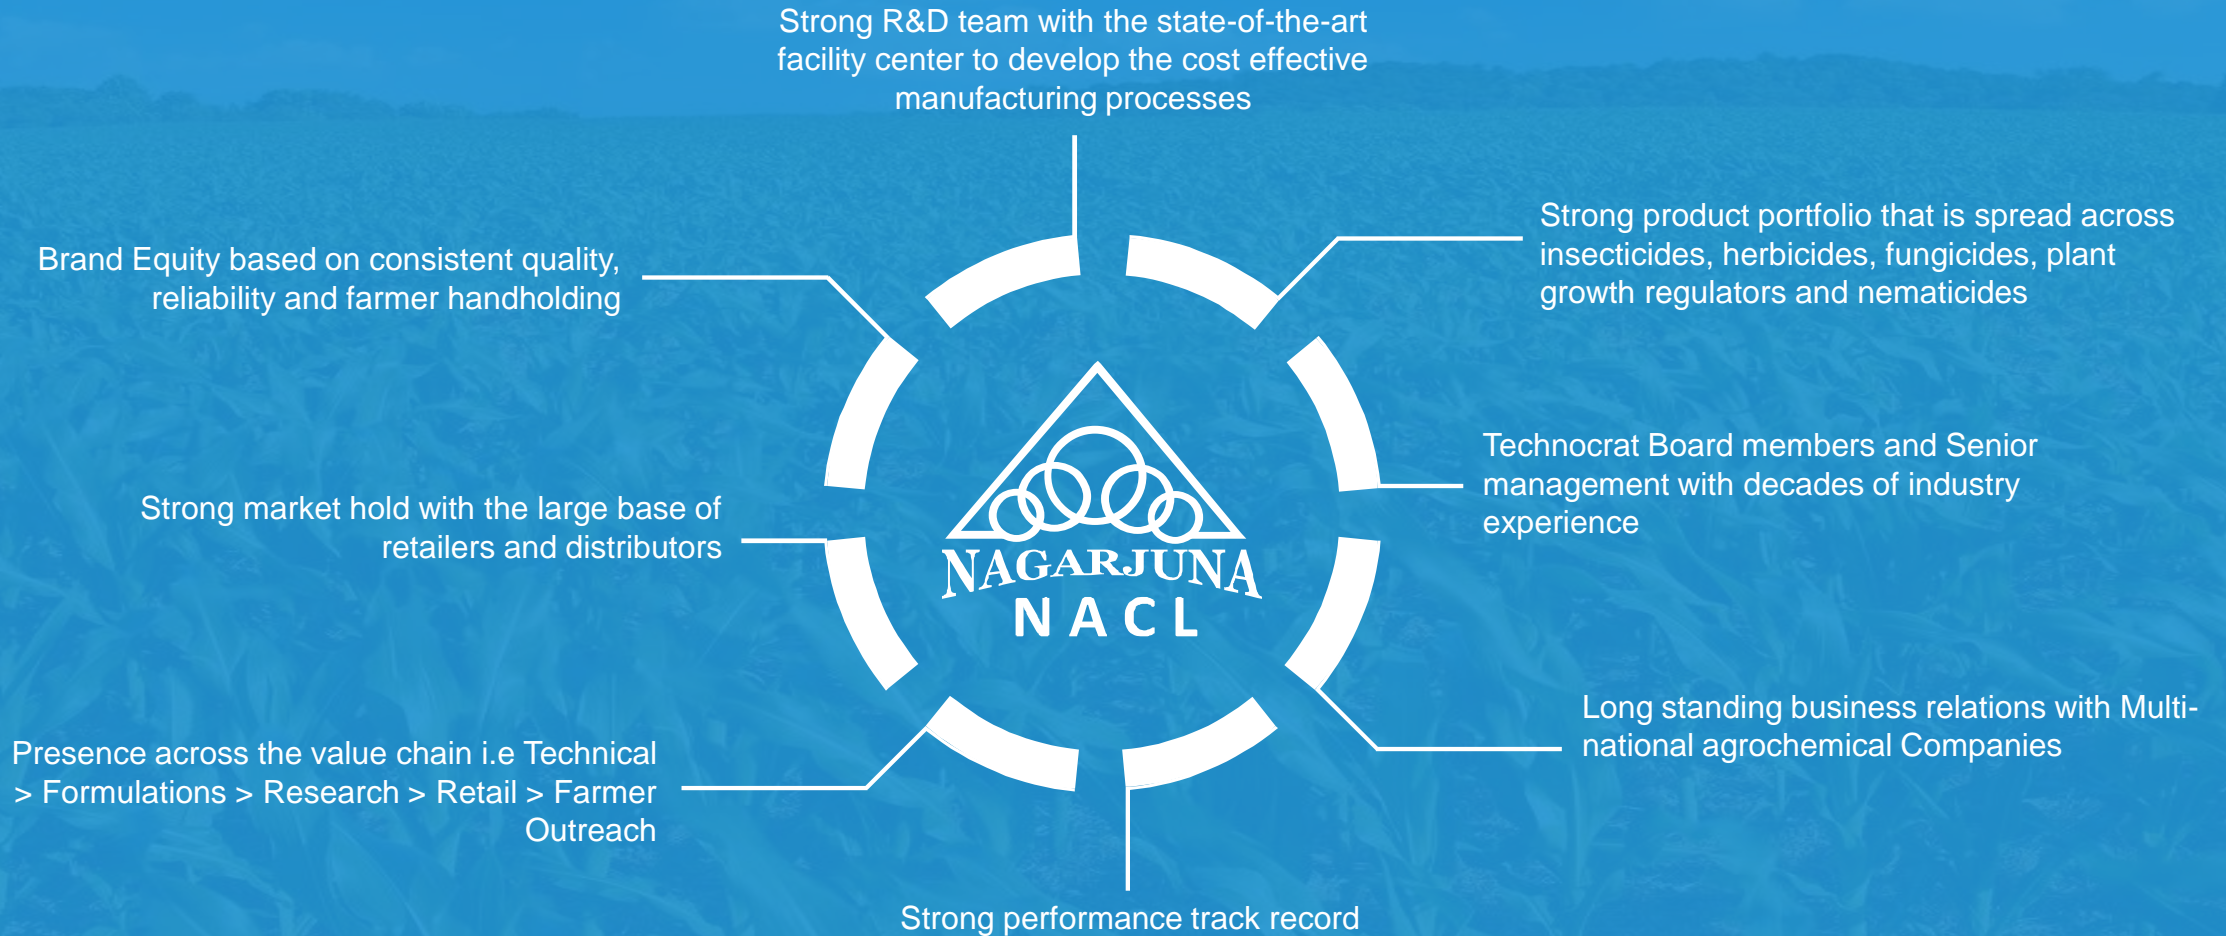 Strong R&D team with the state-of-the-art
facility center to develop the cost effective
manufacturing processes
Strong product portfolio that is spread across
insecticides, herbicides, fungicides, plant
growth regulators and nematicides
Brand Equity based on consistent quality,
reliability and farmer handholding
Technocrat Board members and Senior
management with decades of industry
experience
Strong market hold with the large base of
retailers and distributors
NAGARJUNA
NACL
Long standing business relations with Multi-
national agrochemical Companies
Presence across the value chain i.e Technical
> Formulations > Research > Retail > Farmer
Outreach
Strong performance track record